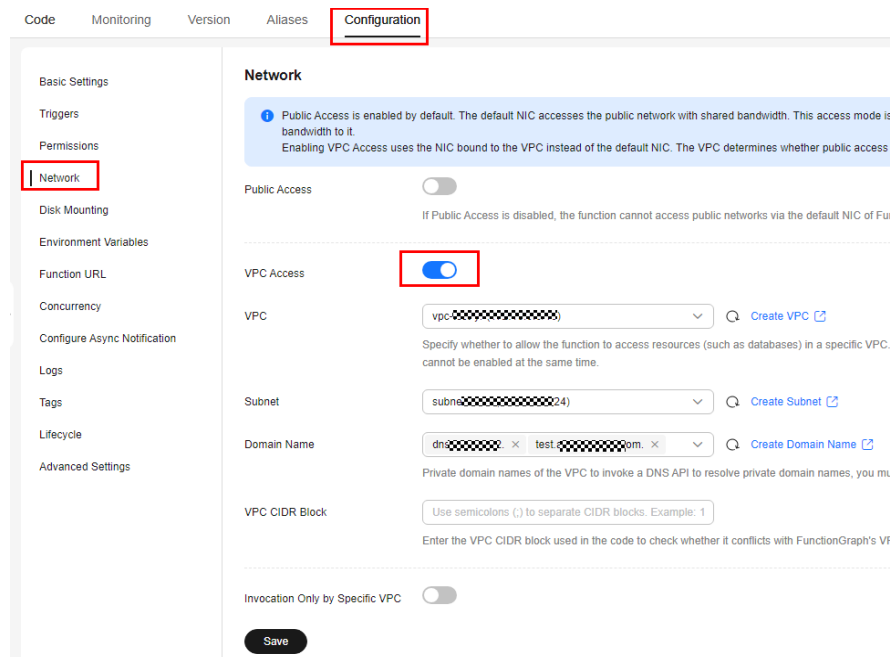 Code Monitoring Version Aliases Configuration
Basic Settings
Triggers
Permissions
Network
Disk Mounting
Environment Variables
Function URL
Concurrency
Configure Async Notification
Logs
Tags
Lifecycle
Advanced Settings
Network
Public Access is enabled by default. The default NIC accesses the public network with shared bandwidth. This access mode is
bandwidth to it.
Enabling VPC Access uses the NIC bound to the VPC instead of the default NIC. The VPC determines whether public access
Public Access
If Public Access is disabled, the function cannot access public networks via the default NIC of
VPC Access
VPC vpc- ) Create VPC
Specify whether to allow the function to access resources (such as databases) in a specific VPC.
cannot be enabled at the same time.
Subnet subne 24) Create Subnet
Domain Name dns 2. × test.a om. × Create Domain Name
Private domain names of the VPC to invoke a DNS API to resolve private domain names, you
VPC CIDR Block Use semicolons (;) to separate CIDR blocks. Example: 1
Enter the VPC CIDR block used in the code to check whether it conflicts with FunctionGraph's
Invocation Only by Specific VPC
Save